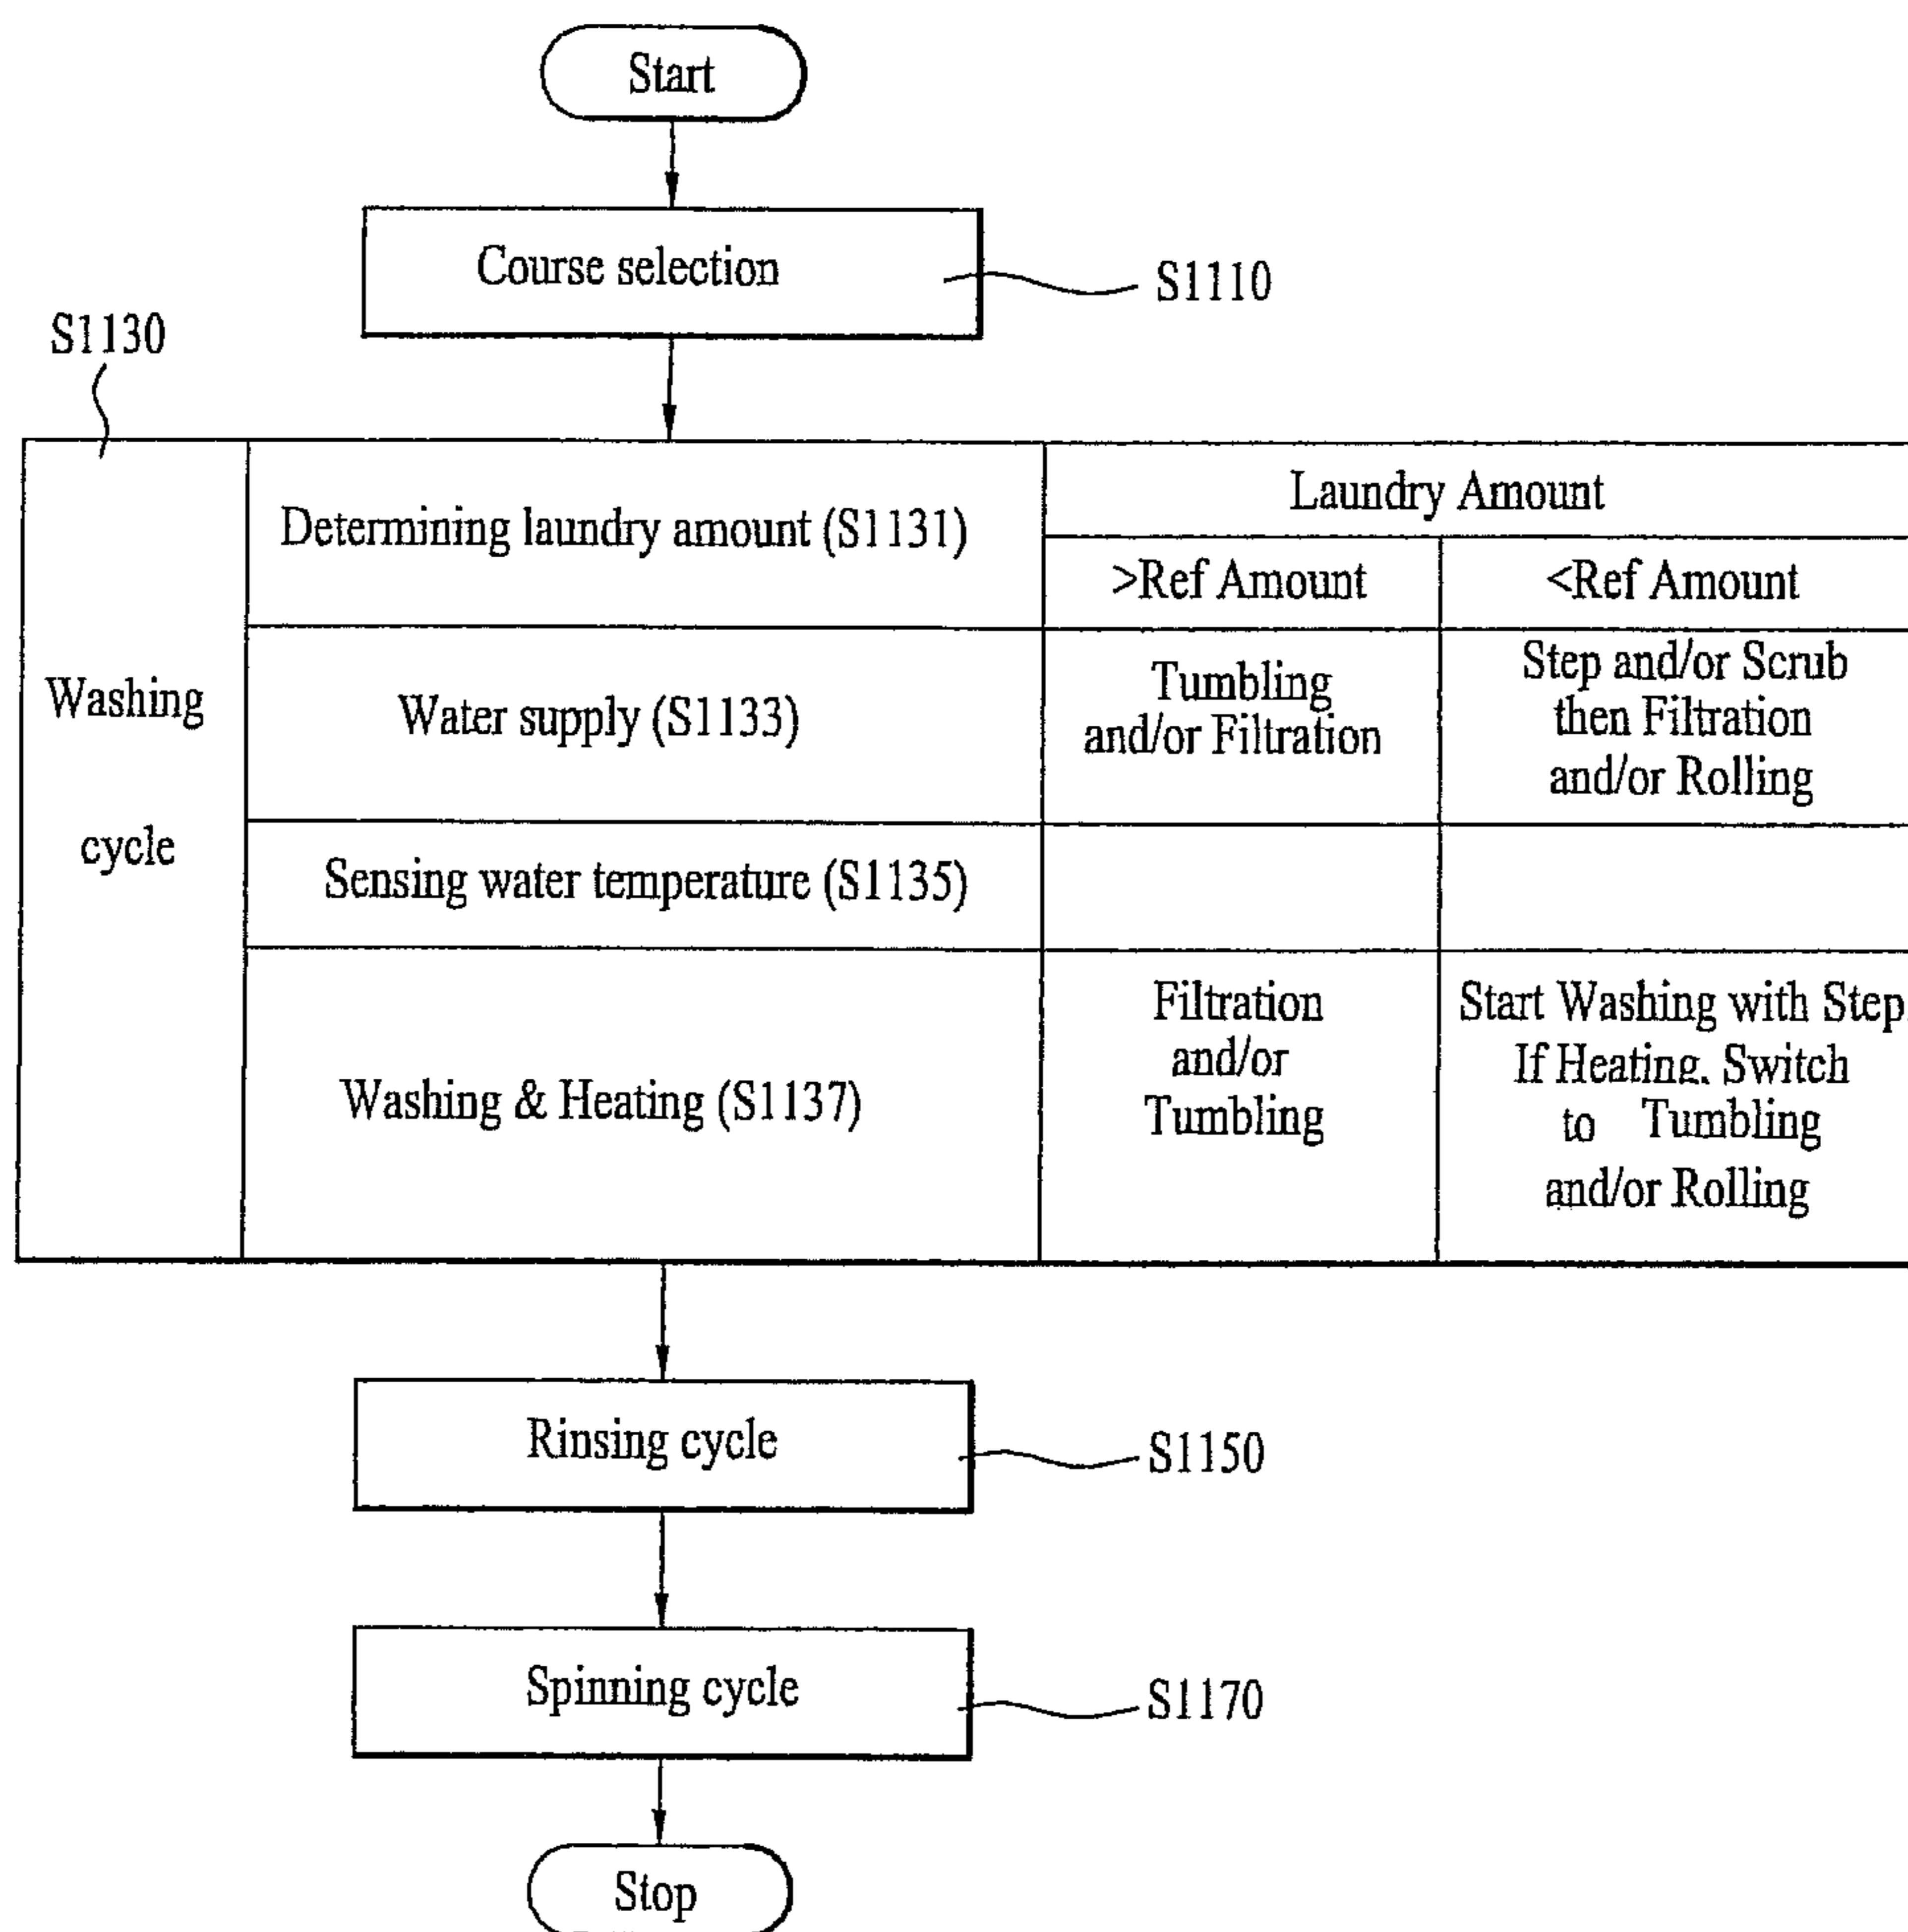 Start
Course selection
S1110
S1130
Washing
cycle
Determining laundry amount (S1131)
Laundry Amount
>Ref Amount
<Ref Amount
Water supply (S1133)
Tumbling
and/or Filtration
Step and/or Scrub
then Filtration
and/or Rolling
Sensing water temperature (S1135)
Washing & Heating (S1137)
Filtration
and/or
Tumbling
Start Washing with Step.
If Heating, Switch
to Tumbling
and/or Rolling
Rinsing cycle
S1150
Spinning cycle
S1170
Stop